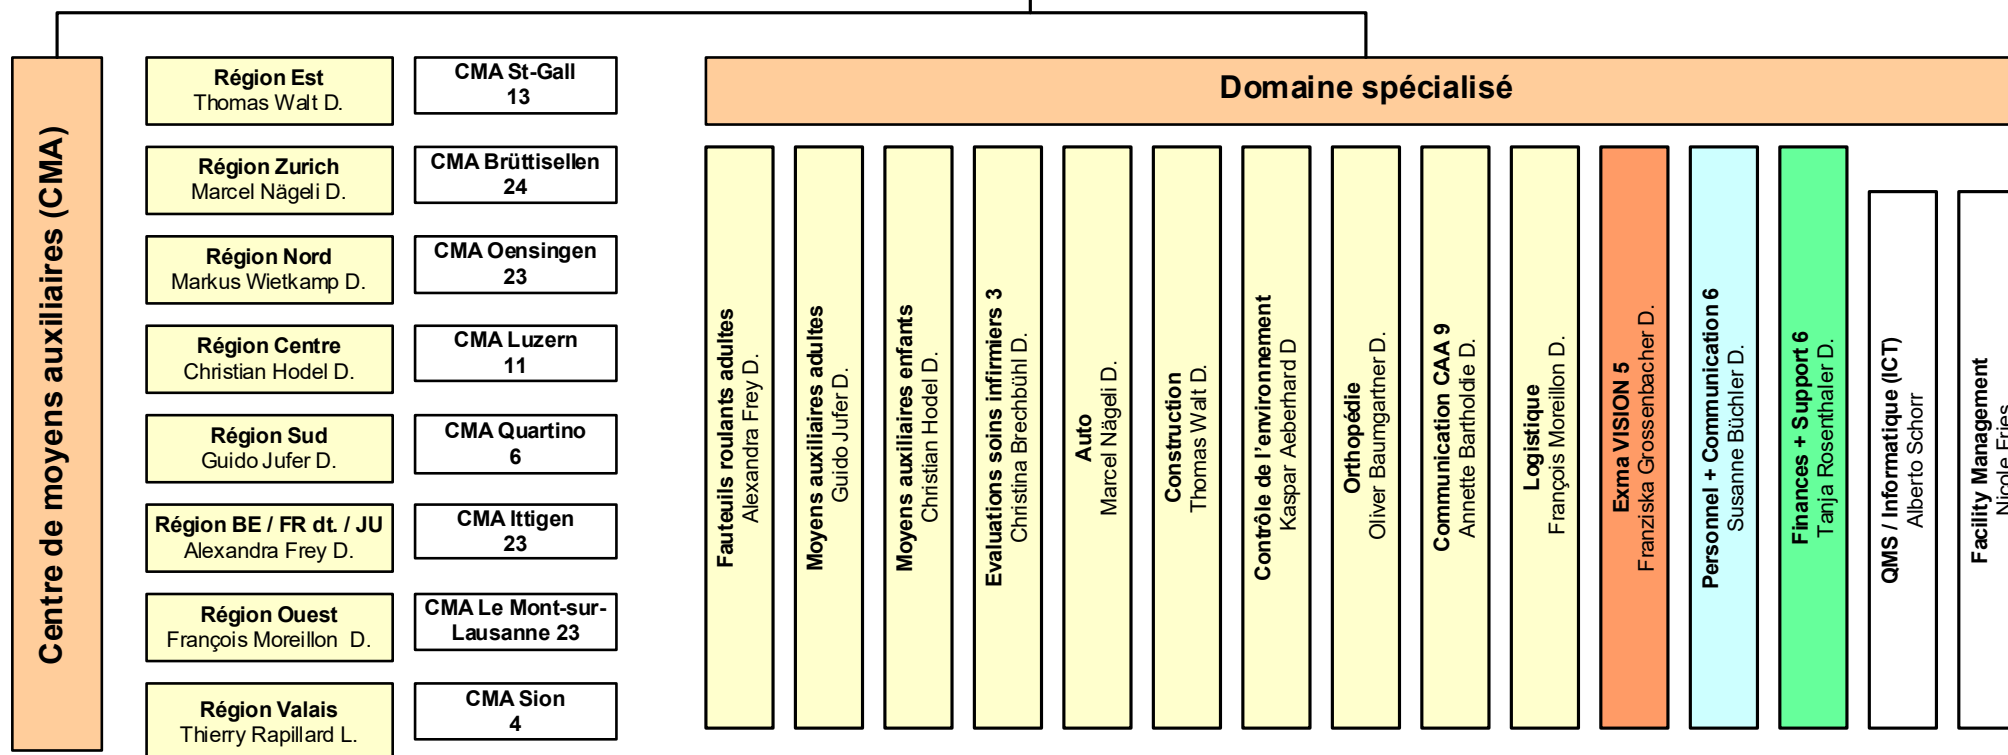 Centre de moyens auxiliaires (CMA)
Région Est
Thomas Walt D.
CMA St-Gall
13
Région Zurich
Marcel Nägeli D.
CMA Brüttisellen
24
Région Nord
Markus Wietkamp D.
CMA Oensingen
23
Région Centre
Christian Hodel D.
CMA Luzern
11
Région Sud
Guido Jufer D.
CMA Quartino
6
Région BE / FR dt. / JU
Alexandra Frey D.
CMA Ittigen
23
Région Ouest
François Moreillon D.
CMA Le Mont-sur-
Lausanne 23
Région Valais
Thierry Rapillard L.
CMA Sion
4
Domaine spécialisé
Fauteuils roulants adultes
Alexandra Frey D.
Moyens auxiliaires adultes
Guido Jufer D.
Moyens auxiliaires enfants
Christian Hodel D.
Evaluations soins infirmiers 3
Christina Brechbühl D.
Auto
Marcel Nägeli D.
Construction
Thomas Walt D.
Contrôle de l'environnement
Kaspar Aeberhard D
Orthopédie
Oliver Baumgartner D.
Communication CAA 9
Annette Bartholdie D.
Logistique
François Moreillon D.
Exma VISION 5
Franziska Grossenbacher D.
Personnel + Communication 6
Susanne Büchler D.
Finances + Support 6
Tanja Rosenthaler D.
QMS / Informatique (ICT)
Alberto Schorr
Facility Management
Nicole Fries